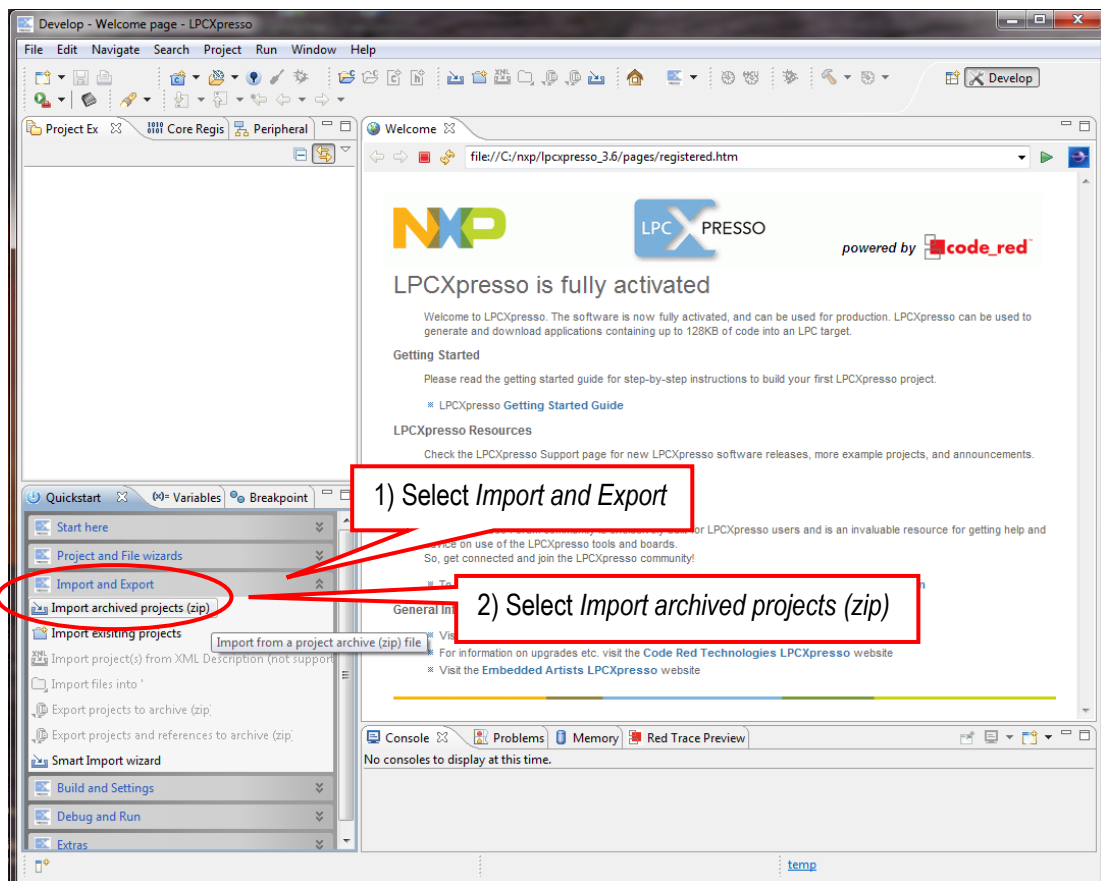 Develop - Welcome page - LPCXpresso
File Edit Navigate Search Project Run Window Help
Develop
Project Ex
Core Regis
Peripheral
Welcome
file://C:/nxp/lpcxpresso_3.6/pages/registered.htm
NXP
LPC XPRESSO
powered by code_red
LPCXpresso is fully activated
Welcome to LPCXpresso. The software is now fully activated, and can be used for production. LPCXpresso can be used to
generate and download applications containing up to 128KB of code into an LPC target.
Getting Started
Please read the getting started guide for step-by-step instructions to build your first LPCXpresso project.
LPCXpresso Getting Started Guide
LPCXpresso Resources
Check the LPCXpresso Support page for new LPCXpresso software releases, more example projects, and announcements.
1) Select Import and Export
for LPCXpresso users and is an invaluable resource for getting help and
on use of the LPCXpresso tools and boards.
So, get connected and join the LPCXpresso community!
2) Select Import archived projects (zip)
General
For information on upgrades etc. visit the Code Red Technologies LPCXpresso website
Visit the Embedded Artists LPCXpresso website
Quickstart
(x)= Variables
Breakpoint
Start here
Project and File wizards
Import and Export
Import archived projects (zip)
Import exisiting projects
Import from a project archive (zip) file
Import project(s) from XML Description (not support
Import files into '
Export projects to archive (zip)
Export projects and references to archive (zip)
Smart Import wizard
Build and Settings
Debug and Run
Extras
Console
Problems
Memory
Red Trace Preview
No consoles to display at this time.
temp